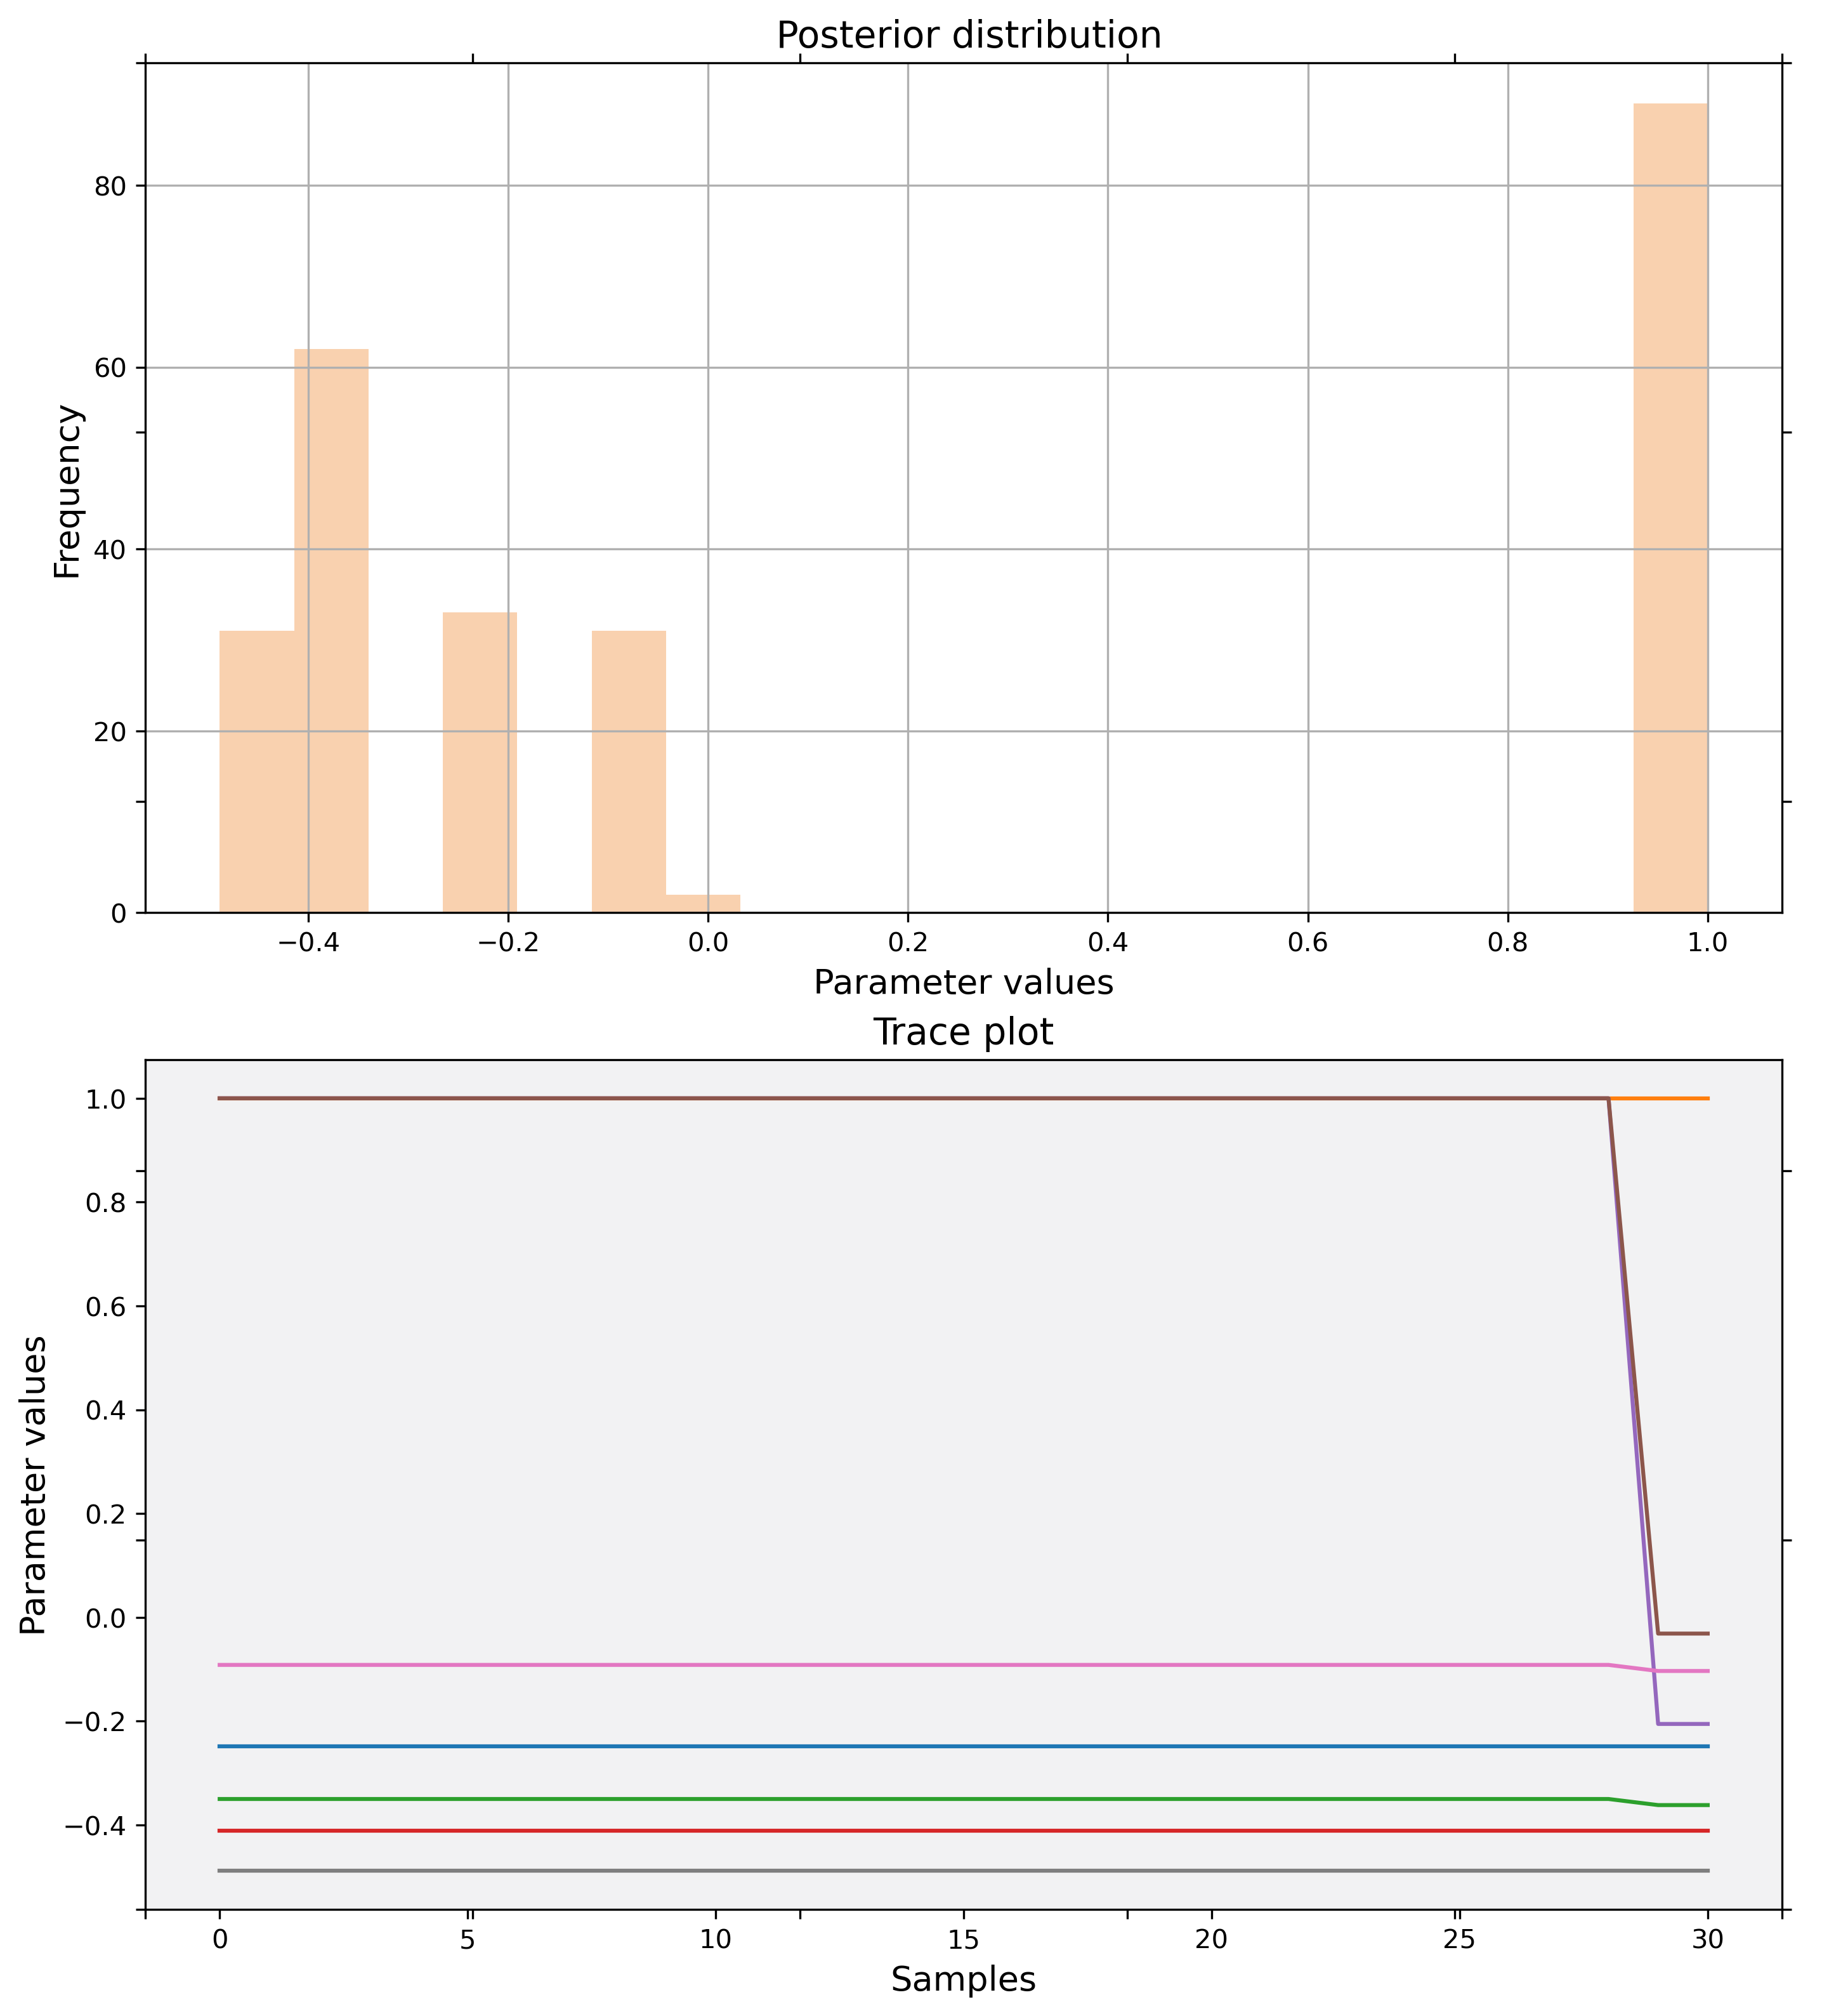 Posterior distribution
Frequency
80
60
40
20
0
−0.4 −0.2 0.0 0.2 0.4 0.6 0.8 1.0
Parameter values
Trace plot
Parameter values
1.0
0.8
0.6
0.4
0.2
0.0
−0.2
−0.4
0 5 10 15 20 25 30
Samples